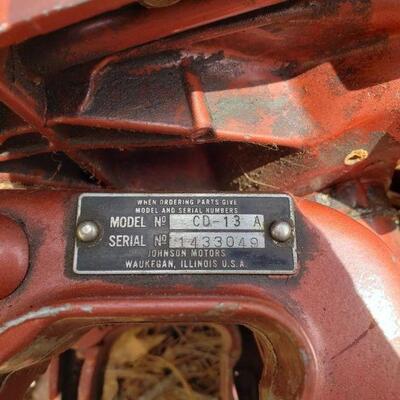 WHEN ORDERING PARTS GIVE
MODEL AND SERIAL NUMBERS
MODEL Nº CD-13 A
SERIAL Nº 1433049
JOHNSON MOTORS
WAUKEGAN, ILLINOIS U.S.A.